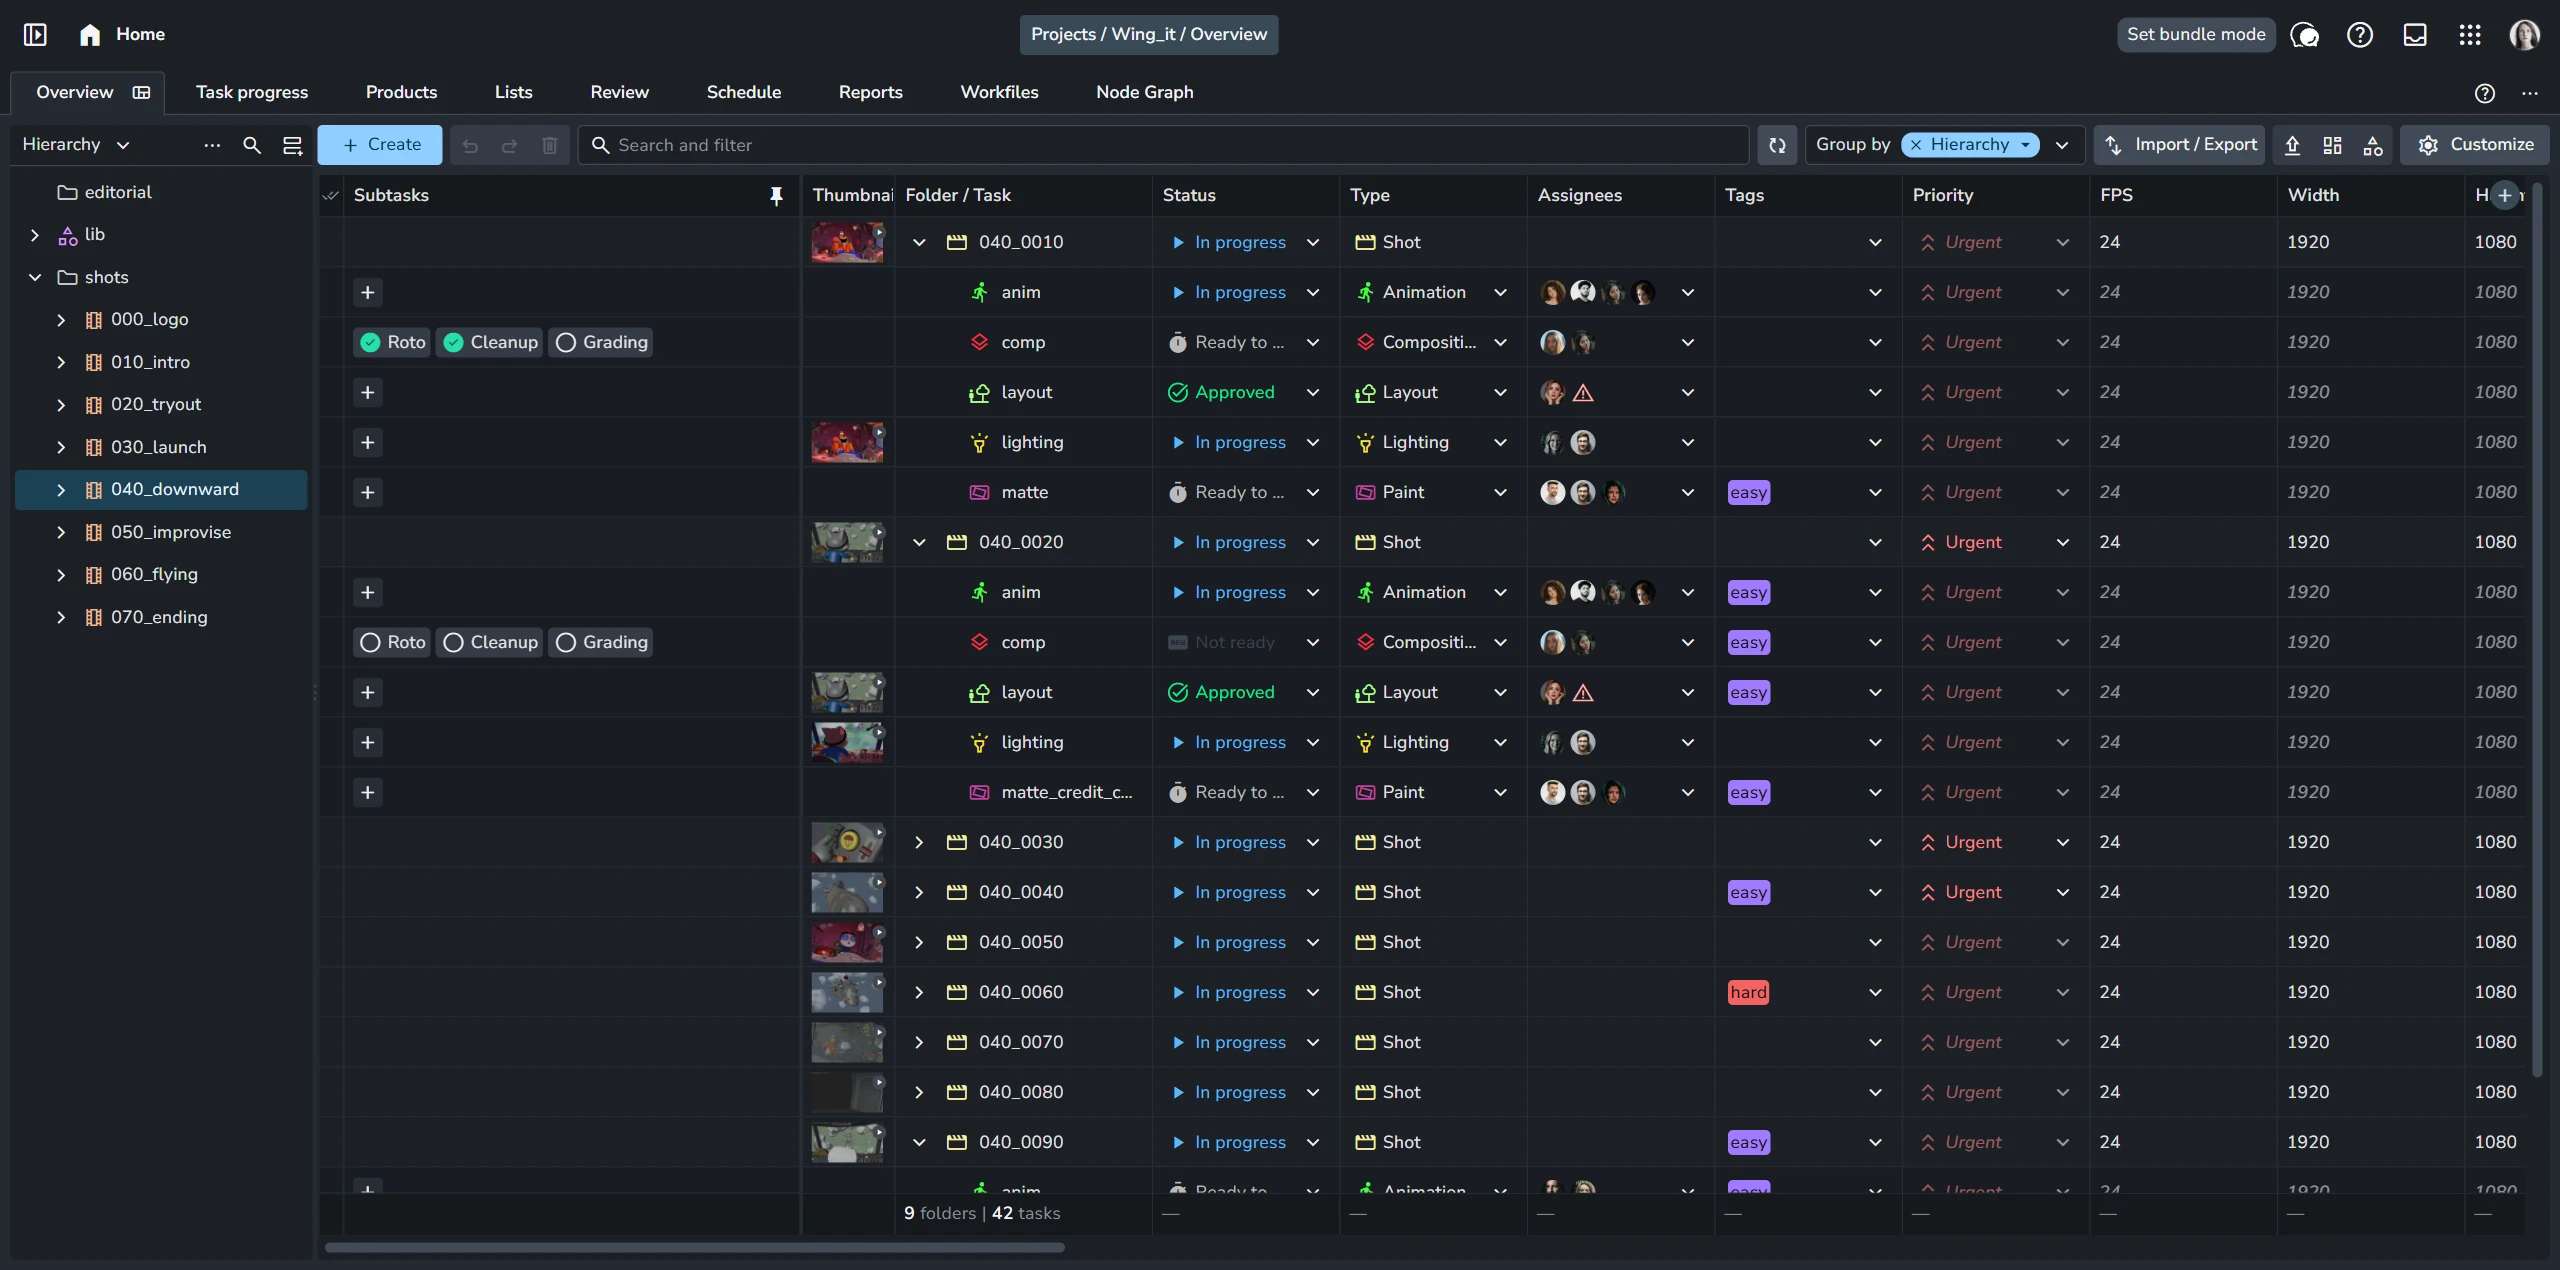 Home
Projects / Wing_it / Overview
Set bundle mode
Overview Task progress Products Lists Review Schedule Reports Workfiles Node Graph
Hierarchy
Create
Search and filter
Group by Hierarchy
Import / Export
Customize
editorial
lib
shots
000_logo
010_intro
020_tryout
030_launch
040_downward
050_improvise
060_flying
070_ending
Subtasks Thumbnai Folder / Task Status Type Assignees Tags Priority FPS Width
040_0010 In progress Shot Urgent 24 1920 1080
anim In progress Animation Urgent 24 1920 1080
Roto Cleanup Grading comp Ready to ... Compositi... Urgent 24 1920 1080
layout Approved Layout Urgent 24 1920 1080
lighting In progress Lighting Urgent 24 1920 1080
matte Ready to ... Paint easy Urgent 24 1920 1080
040_0020 In progress Shot Urgent 24 1920 1080
anim In progress Animation easy Urgent 24 1920 1080
Roto Cleanup Grading comp Not ready Compositi... easy Urgent 24 1920 1080
layout Approved Layout easy Urgent 24 1920 1080
lighting In progress Lighting Urgent 24 1920 1080
matte_credit_c... Ready to ... Paint easy Urgent 24 1920 1080
040_0030 In progress Shot Urgent 24 1920 1080
040_0040 In progress Shot easy Urgent 24 1920 1080
040_0050 In progress Shot Urgent 24 1920 1080
040_0060 In progress Shot hard Urgent 24 1920 1080
040_0070 In progress Shot Urgent 24 1920 1080
040_0080 In progress Shot Urgent 24 1920 1080
040_0090 In progress Shot easy Urgent 24 1920 1080
anim Ready to ... Animation easy Urgent 24 1920 1080
9 folders | 42 tasks — — — — — — — —